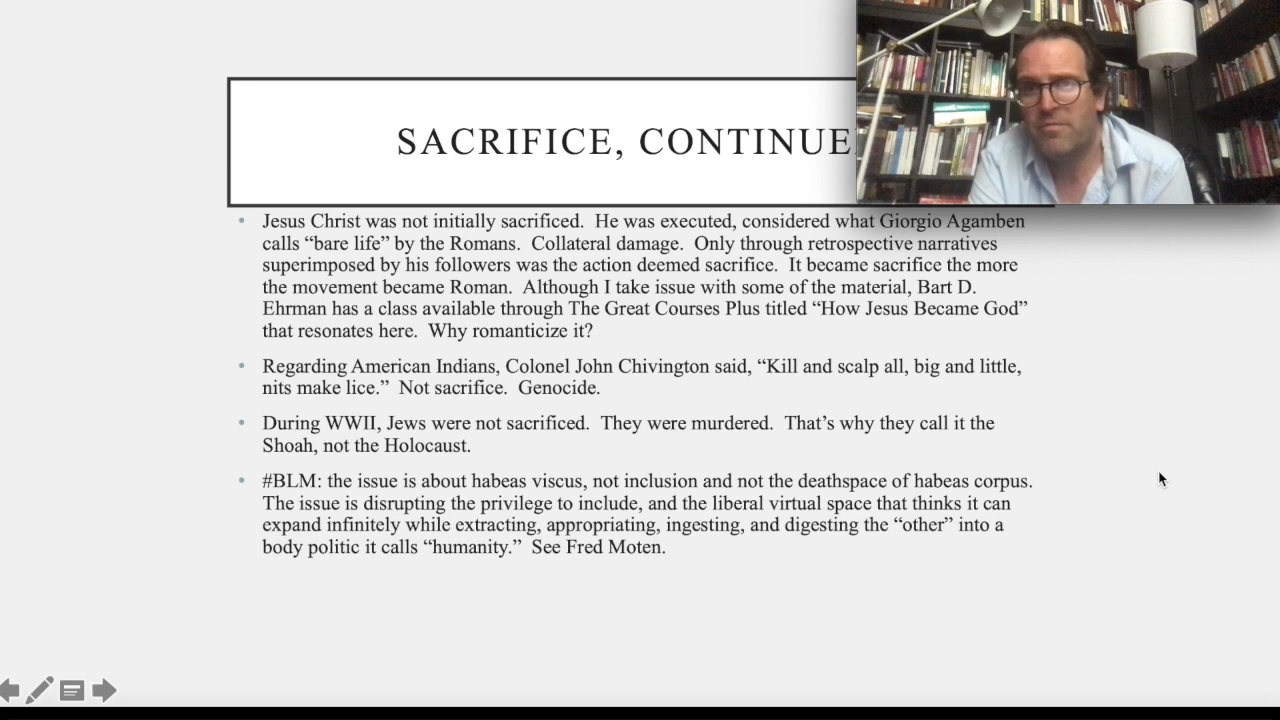 SACRIFICE, CONTINUE
Jesus Christ was not initially sacrificed. He was executed, considered what Giorgio Agamben
calls “bare life” by the Romans. Collateral damage. Only through retrospective narratives
superimposed by his followers was the action deemed sacrifice. It became sacrifice the more
the movement became Roman. Although I take issue with some of the material, Bart D.
Ehrman has a class available through The Great Courses Plus titled “How Jesus Became God”
that resonates here. Why romanticize it?
Regarding American Indians, Colonel John Chivington said, “Kill and scalp all, big and little,
nits make lice.” Not sacrifice. Genocide.
During WWII, Jews were not sacrificed. They were murdered. That’s why they call it the
Shoah, not the Holocaust.
#BLM: the issue is about habeas viscus, not inclusion and not the deathspace of habeas corpus.
The issue is disrupting the privilege to include, and the liberal virtual space that thinks it can
expand infinitely while extracting, appropriating, ingesting, and digesting the “other” into a
body politic it calls “humanity.” See Fred Moten.